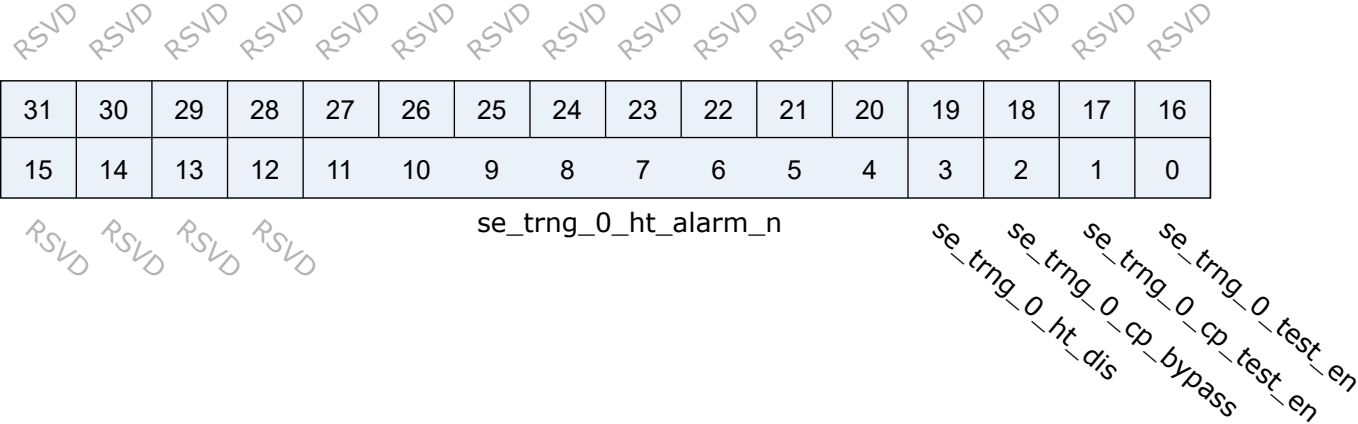 RSVD RSVD RSVD RSVD RSVD RSVD RSVD RSVD RSVD RSVD RSVD RSVD RSVD RSVD RSVD RSVD
31 30 29 28 27 26 25 24 23 22 21 20 19 18 17 16
15 14 13 12 11 10 9 8 7 6 5 4 3 2 1 0
RSVD RSVD RSVD RSVD se_trng_0_ht_alarm_n se_trng_0_ht_dis se_trng_0_cp_bypass se_trng_0_cp_test_en se_trng_0_test_en